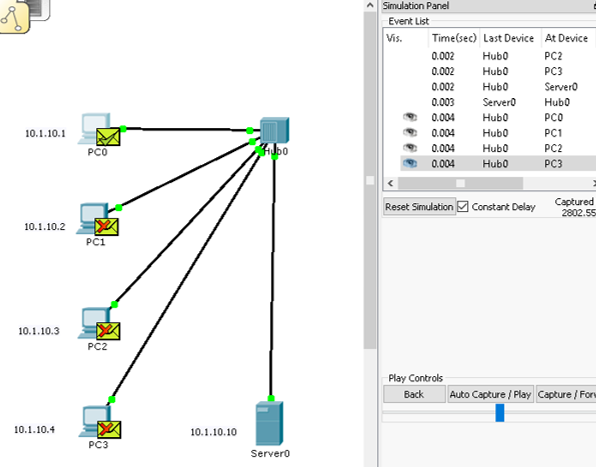 Simulation Panel
Event List
Vis. Time(sec) Last Device At Device
0.002 Hub0 PC2
0.002 Hub0 PC3
0.002 Hub0 Server0
0.003 Server0 Hub0
0.004 Hub0 PC0
0.004 Hub0 PC1
0.004 Hub0 PC2
0.004 Hub0 PC3
Reset Simulation Constant Delay Captured
2802.55
Play Controls
Back Auto Capture / Play Capture / Forw
10.1.10.1
PC0
Hub0
10.1.10.2
PC1
10.1.10.3
PC2
10.1.10.4
PC3
10.1.10.10
Server0